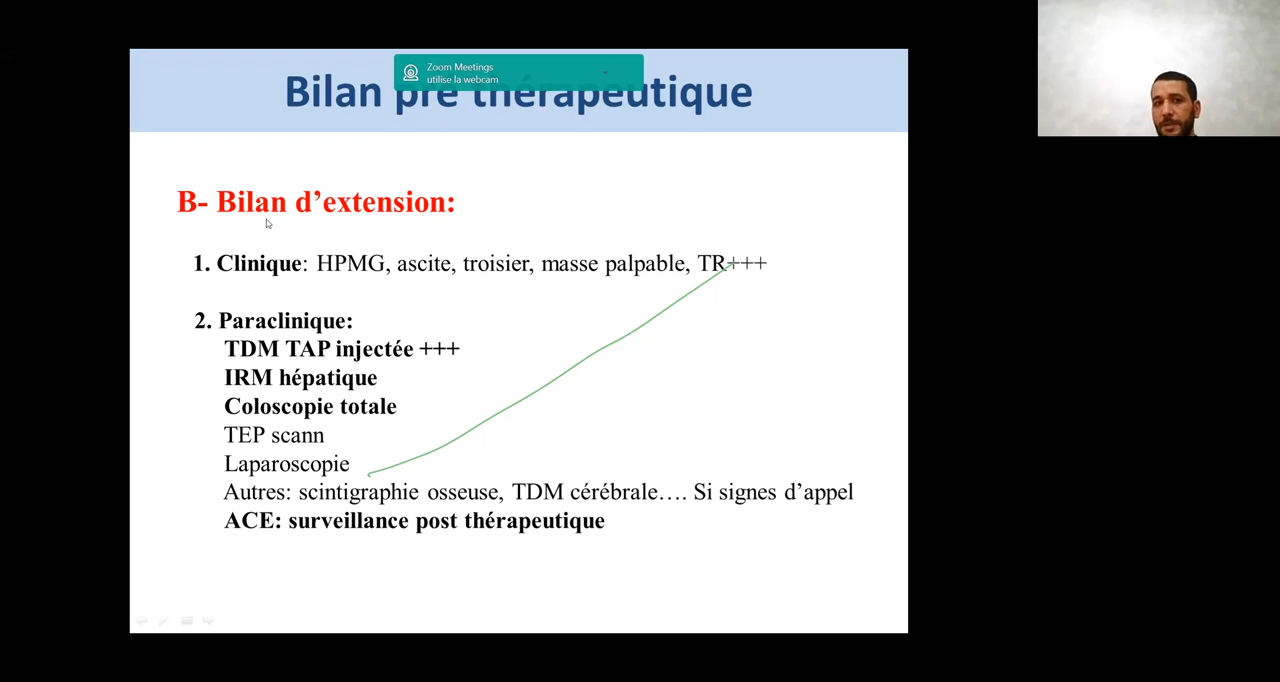 Zoom Meetings
utilise la webcam
Bilan pré thérapeutique
B- Bilan d’extension:
1. Clinique: HPMG, ascite, troisier, masse palpable, TR+++
2. Paraclinique:
TDM TAP injectée +++
IRM hépatique
Coloscopie totale
TEP scann
Laparoscopie
Autres: scintigraphie osseuse, TDM cérébrale…. Si signes d’appel
ACE: surveillance post thérapeutique